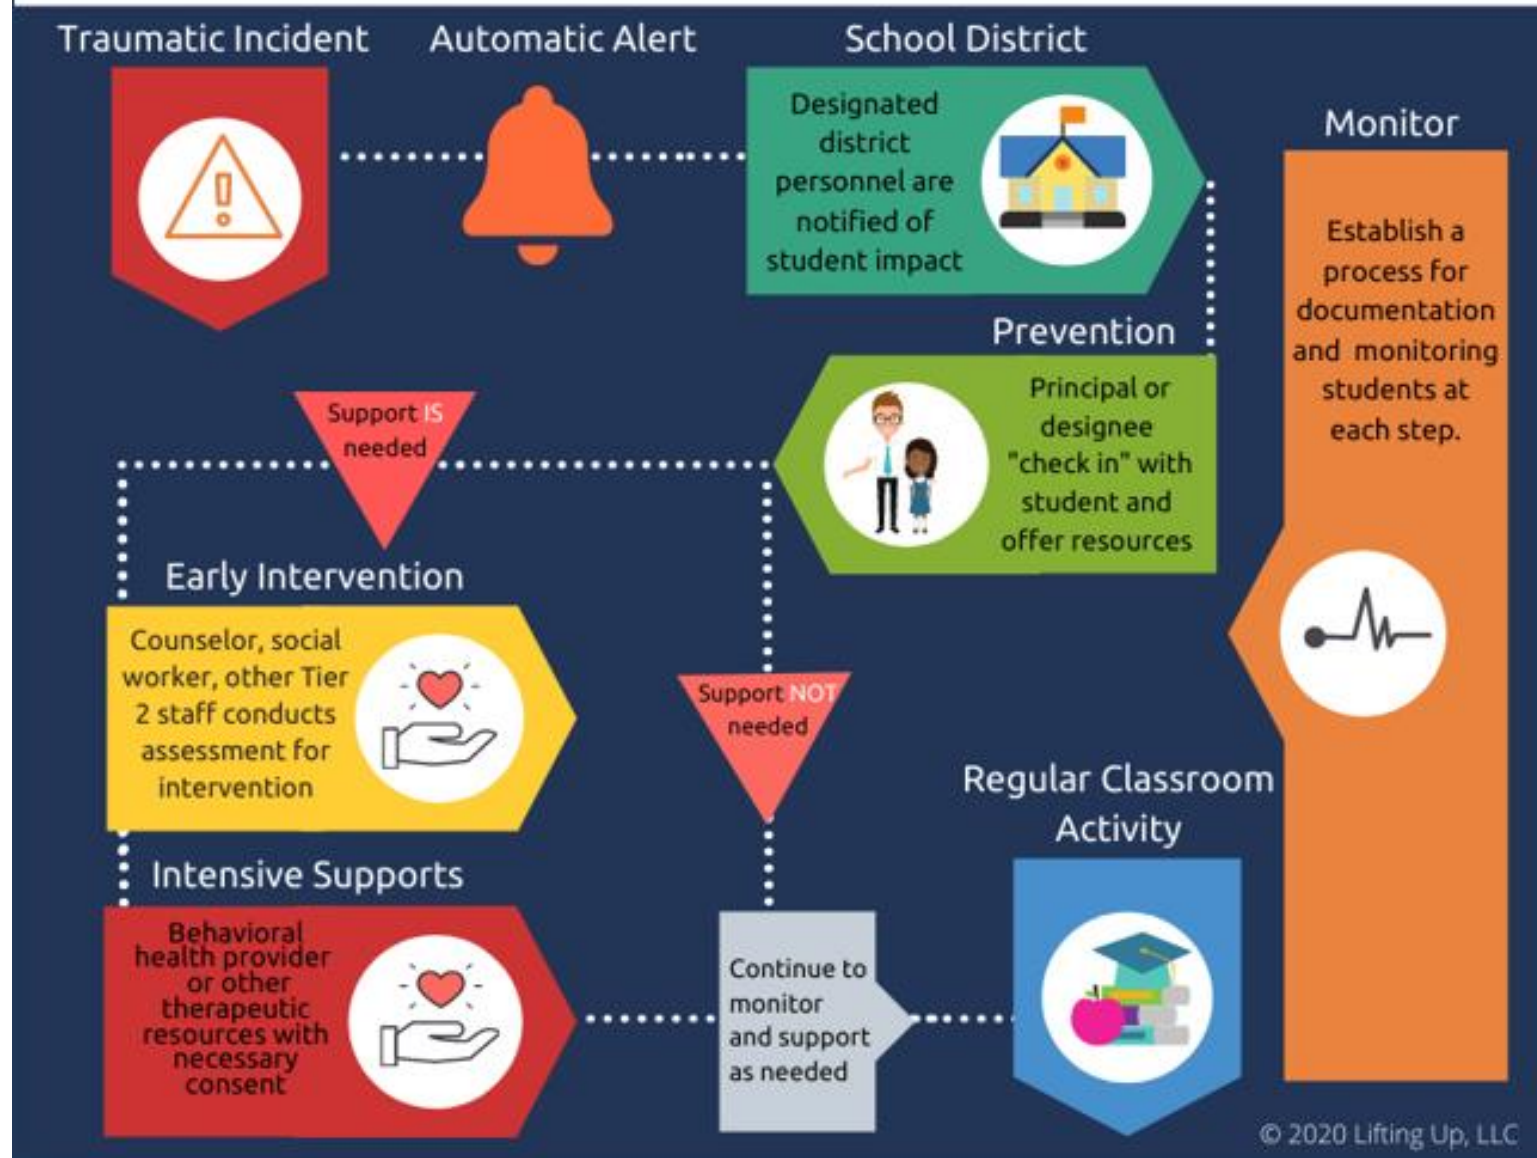 Traumatic Incident
Automatic Alert
School District
Designated
district
personnel are
notified of
student impact
Monitor
Establish a
process for
documentation
and monitoring
students at
each step.
Prevention
Principal or
designee
"check in" with
student and
offer resources
Support IS
needed
Early Intervention
Counselor, social
worker, other Tier
2 staff conducts
assessment for
intervention
Support NOT
needed
Intensive Supports
Behavioral
health provider
or other
therapeutic
resources with
necessary
consent
Continue to
monitor
and support
as needed
Regular Classroom
Activity
© 2020 Lifting Up, LLC